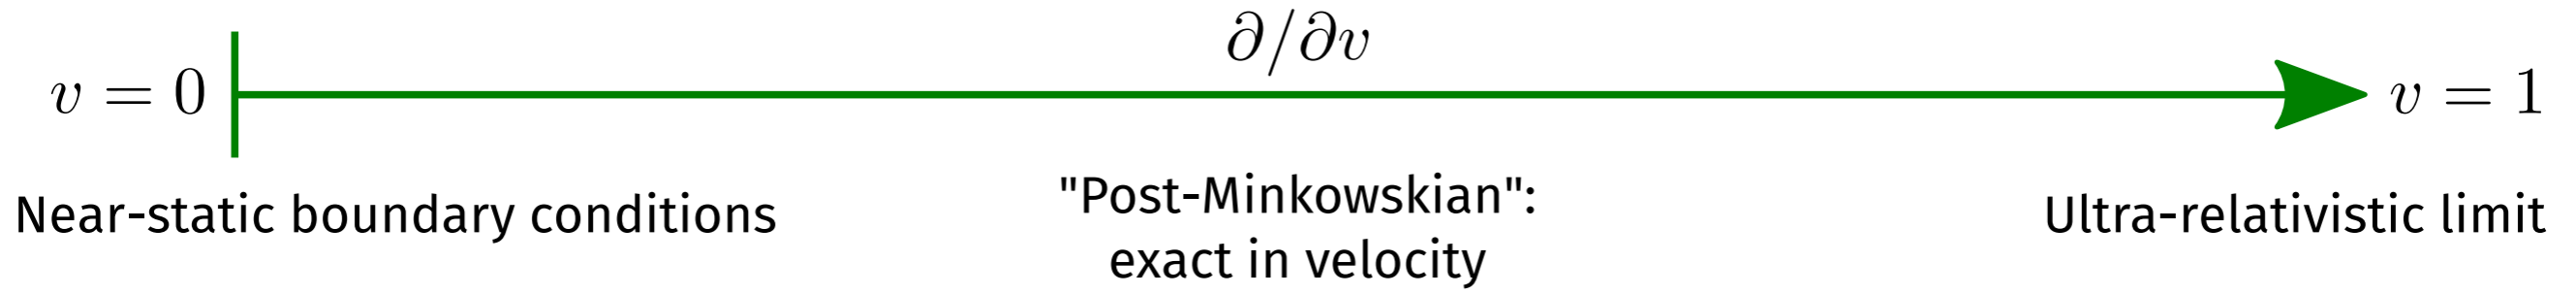 ∂/∂v
v = 0
v = 1
Near-static boundary conditions
"Post-Minkowskian":
exact in velocity
Ultra-relativistic limit